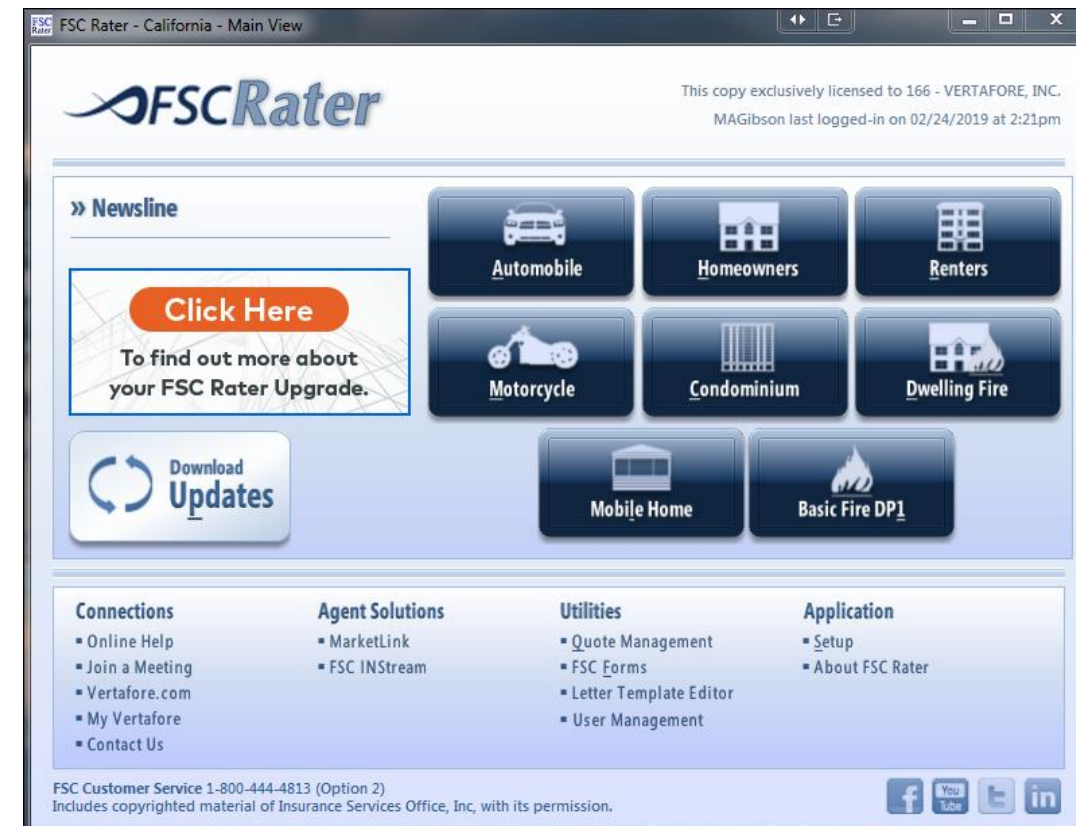 FSC Rater
FSC Rater - California - Main View
FSCRater
This copy exclusively licensed to 166 - VERTAFORE, INC.
MAGibson last logged-in on 02/24/2019 at 2:21pm
» Newsline
Click Here
To find out more about
your FSC Rater Upgrade.
Download
Updates
Automobile
Homeowners
Renters
Motorcycle
Condominium
Dwelling Fire
Mobile Home
Basic Fire DP1
Connections
▪ Online Help
▪ Join a Meeting
▪ Vertafore.com
▪ My Vertafore
▪ Contact Us
Agent Solutions
▪ MarketLink
▪ FSC INStream
Utilities
▪ Quote Management
▪ FSC Forms
▪ Letter Template Editor
▪ User Management
Application
▪ Setup
▪ About FSC Rater
FSC Customer Service 1-800-444-4813 (Option 2)
Includes copyrighted material of Insurance Services Office, Inc, with its permission.
f
You
Tube
t
in